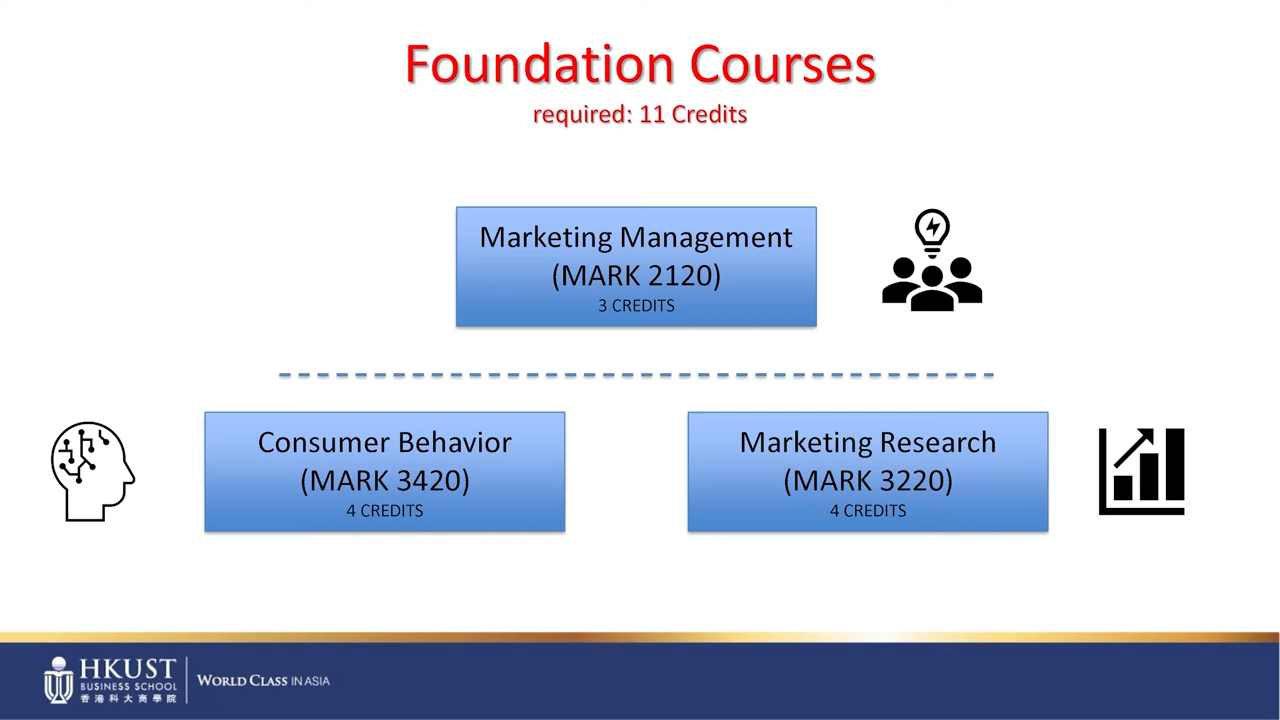 Foundation Courses
required: 11 Credits
Marketing Management
(MARK 2120)
3 CREDITS
Consumer Behavior
(MARK 3420)
4 CREDITS
Marketing Research
(MARK 3220)
4 CREDITS
HKUST
BUSINESS SCHOOL
香港科大商學院
WORLD CLASS IN ASIA